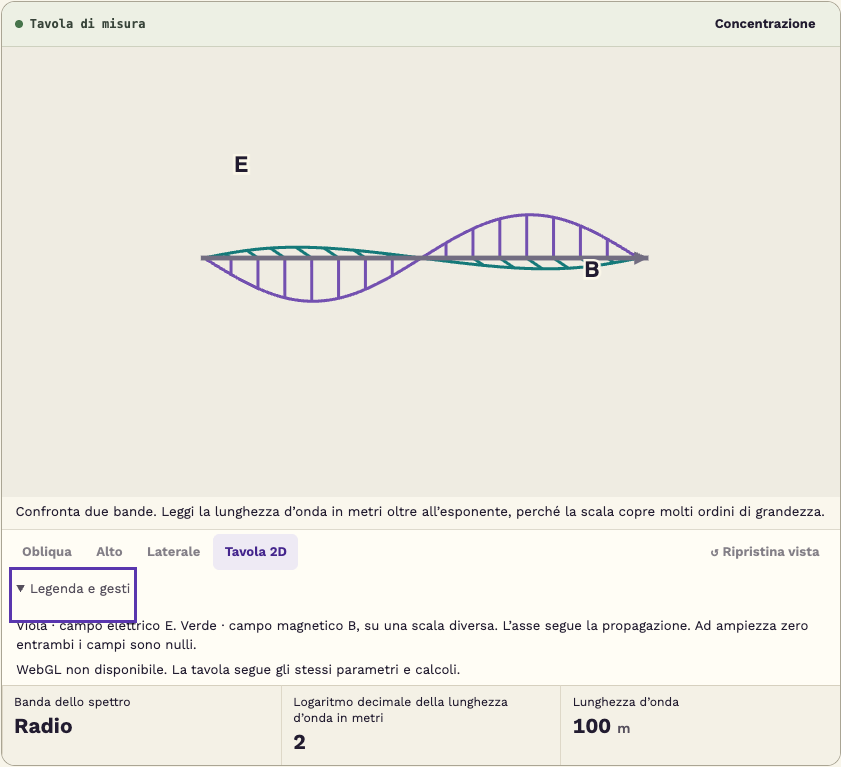 Tavola di misura
Concentrazione
E
B
Confronta due bande. Leggi la lunghezza d’onda in metri oltre all’esponente, perché la scala copre molti ordini di grandezza.
Obliqua Alto Laterale Tavola 2D ↺ Ripristina vista
▼ Legenda e gesti
Viola · campo elettrico E. Verde · campo magnetico B, su una scala diversa. L’asse segue la propagazione. Ad ampiezza zero
entrambi i campi sono nulli.
WebGL non disponibile. La tavola segue gli stessi parametri e calcoli.
Banda dello spettro
Radio
Logaritmo decimale della lunghezza
d’onda in metri
2
Lunghezza d’onda
100 m